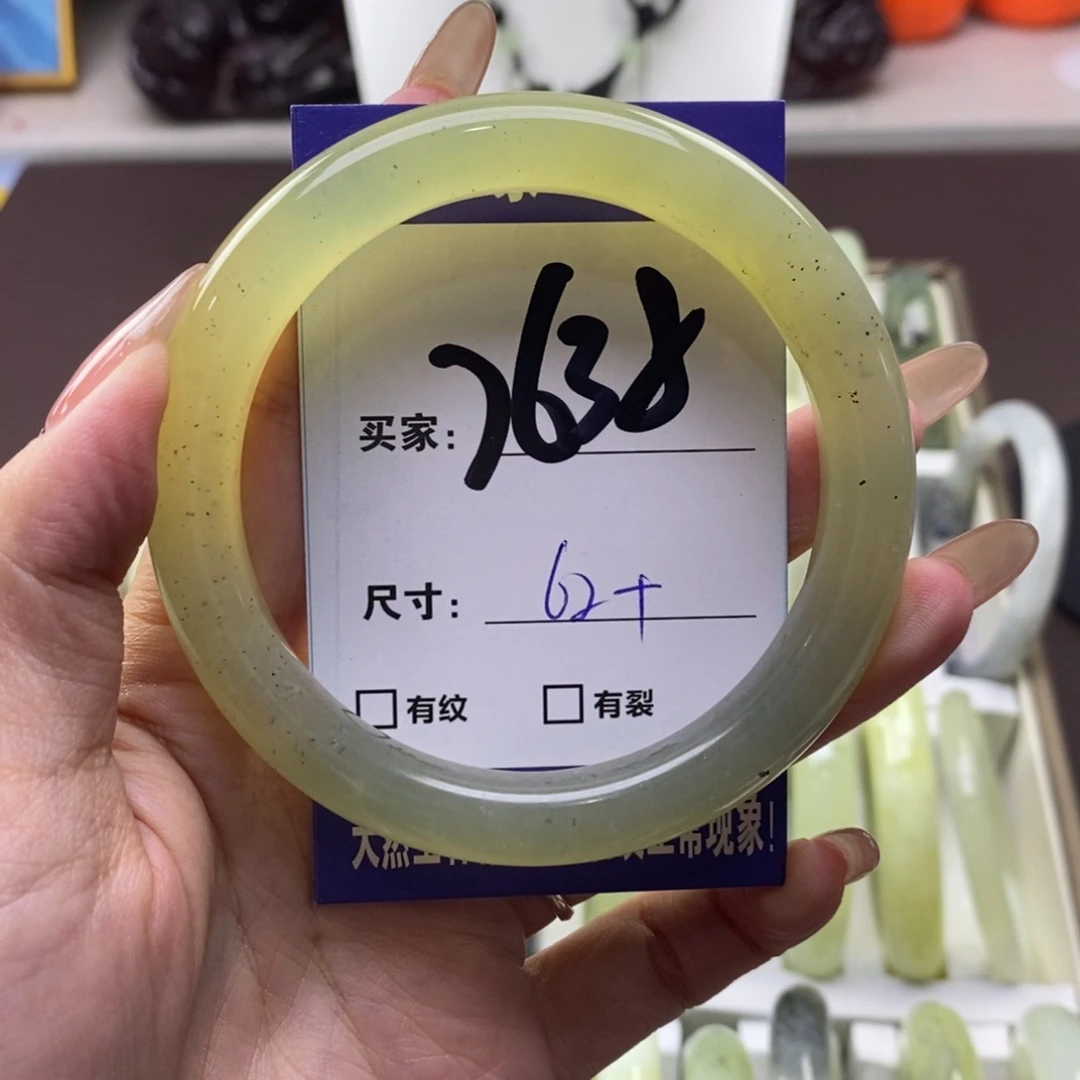 买家: 7638
尺寸: 62+
□有纹 □有裂